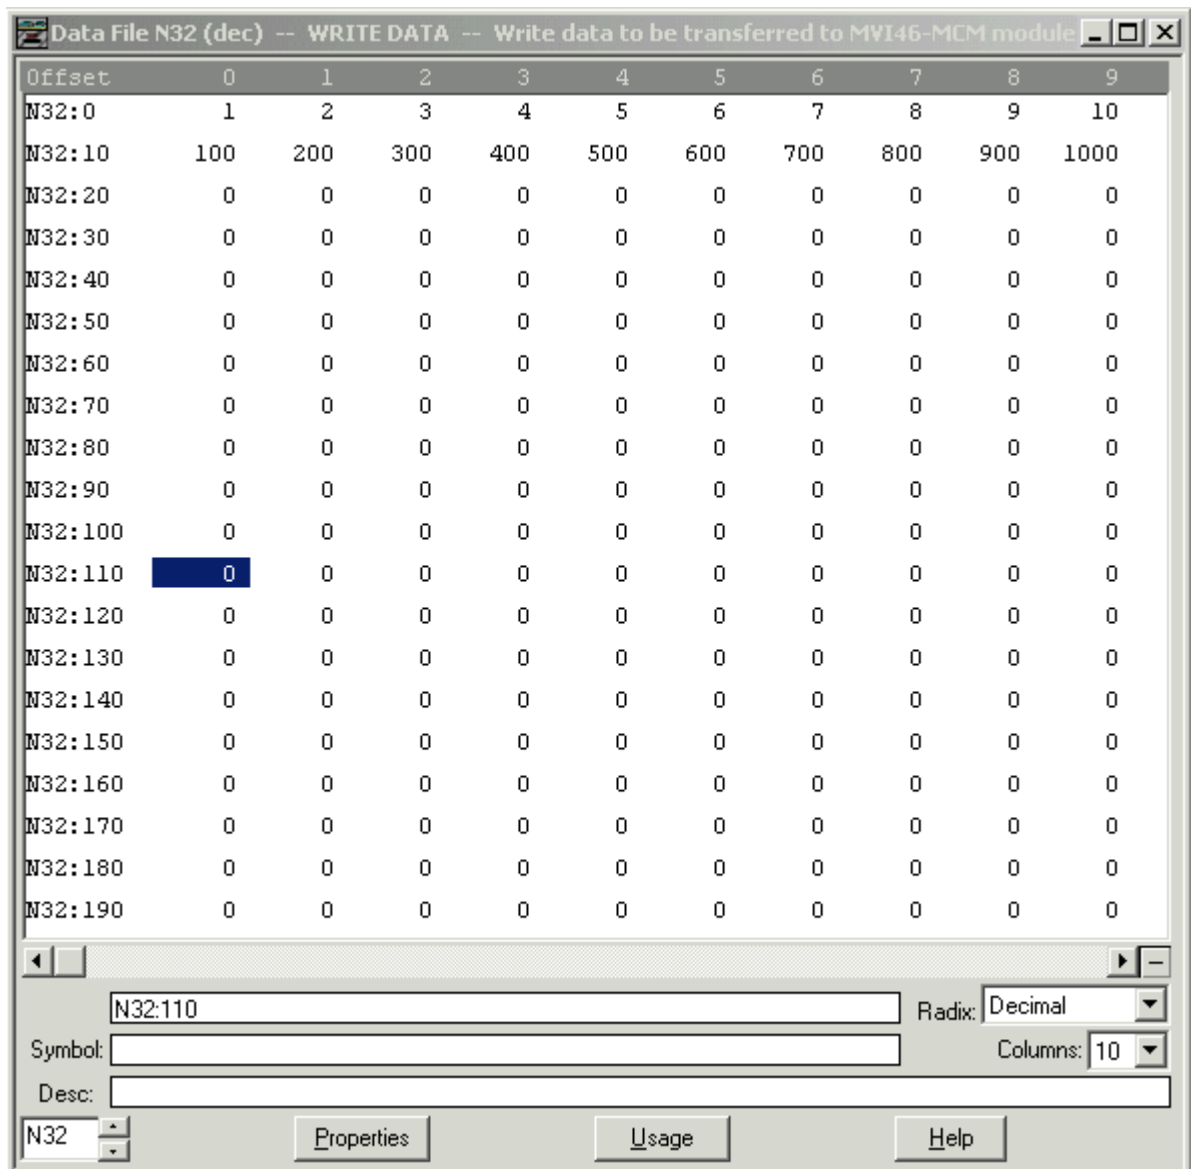 Data File N32 (dec) -- WRITE DATA -- Write data to be transferred to MVI46-MCM module
Offset 0 1 2 3 4 5 6 7 8 9
N32:0 1 2 3 4 5 6 7 8 9 10
N32:10 100 200 300 400 500 600 700 800 900 1000
N32:20 0 0 0 0 0 0 0 0 0 0
N32:30 0 0 0 0 0 0 0 0 0 0
N32:40 0 0 0 0 0 0 0 0 0 0
N32:50 0 0 0 0 0 0 0 0 0 0
N32:60 0 0 0 0 0 0 0 0 0 0
N32:70 0 0 0 0 0 0 0 0 0 0
N32:80 0 0 0 0 0 0 0 0 0 0
N32:90 0 0 0 0 0 0 0 0 0 0
N32:100 0 0 0 0 0 0 0 0 0 0
N32:110 0 0 0 0 0 0 0 0 0 0
N32:120 0 0 0 0 0 0 0 0 0 0
N32:130 0 0 0 0 0 0 0 0 0 0
N32:140 0 0 0 0 0 0 0 0 0 0
N32:150 0 0 0 0 0 0 0 0 0 0
N32:160 0 0 0 0 0 0 0 0 0 0
N32:170 0 0 0 0 0 0 0 0 0 0
N32:180 0 0 0 0 0 0 0 0 0 0
N32:190 0 0 0 0 0 0 0 0 0 0
N32:110 Radix: Decimal
Symbol: Columns: 10
Desc:
N32 Properties Usage Help